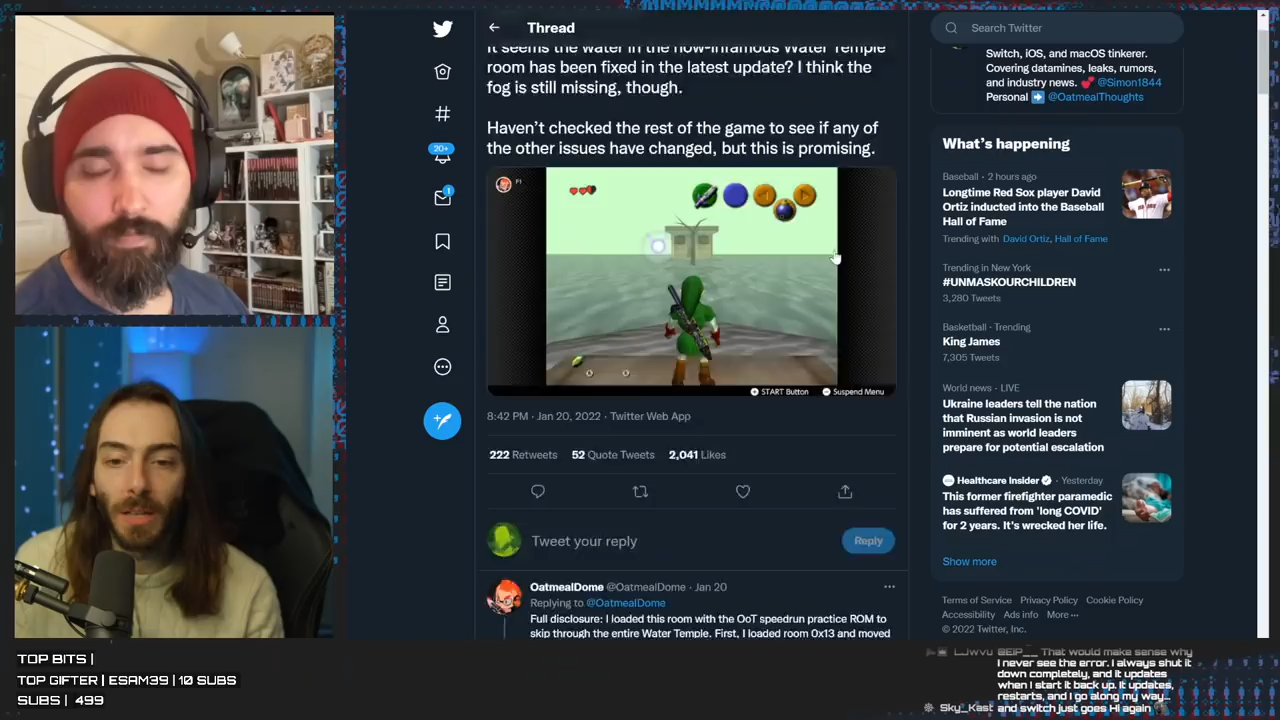 Thread
Search Twitter
It seems the water in the now-infamous Water Temple
room has been fixed in the latest update? I think the
fog is still missing, though.
Haven't checked the rest of the game to see if any of
the other issues have changed, but this is promising.
START Button
Suspend Menu
8:42 PM · Jan 20, 2022 · Twitter Web App
222 Retweets 52 Quote Tweets 2,041 Likes
Tweet your reply
Reply
OatmealDome @OatmealDome · Jan 20
Replying to @OatmealDome
Full disclosure: I loaded this room with the OoT speedrun practice ROM to
skip through the entire Water Temple. First, I loaded room 0x13 and moved
20+
1
Switch, iOS, and macOS tinkerer.
Covering datamines, leaks, rumors,
and industry news. 💕 @Simon1844
Personal ➡️ @OatmealThoughts
What's happening
Baseball · 2 hours ago
Longtime Red Sox player David
Ortiz inducted into the Baseball
Hall of Fame
Trending with David Ortiz, Hall of Fame
Trending in New York
#UNMASKOURCHILDREN
3,280 Tweets
Basketball · Trending
King James
7,305 Tweets
World news · LIVE
Ukraine leaders tell the nation
that Russian invasion is not
imminent as world leaders
prepare for potential escalation
Healthcare Insider · Yesterday
This former firefighter paramedic
has suffered from 'long COVID'
for 2 years. It's wrecked her life.
Show more
Terms of Service Privacy Policy Cookie Policy
Accessibility Ads info More ···
© 2022 Twitter, Inc.
TOP BITS |
TOP GIFTER | ESAM39 | 10 SUBS
SUBS | 499
@EIP__ That would make sense why
I never see the error. I always shut it
down completely, and it updates
when I start it back up. It updates,
restarts, and I go along my way...
Sky_Kast and switch just goes Hi again